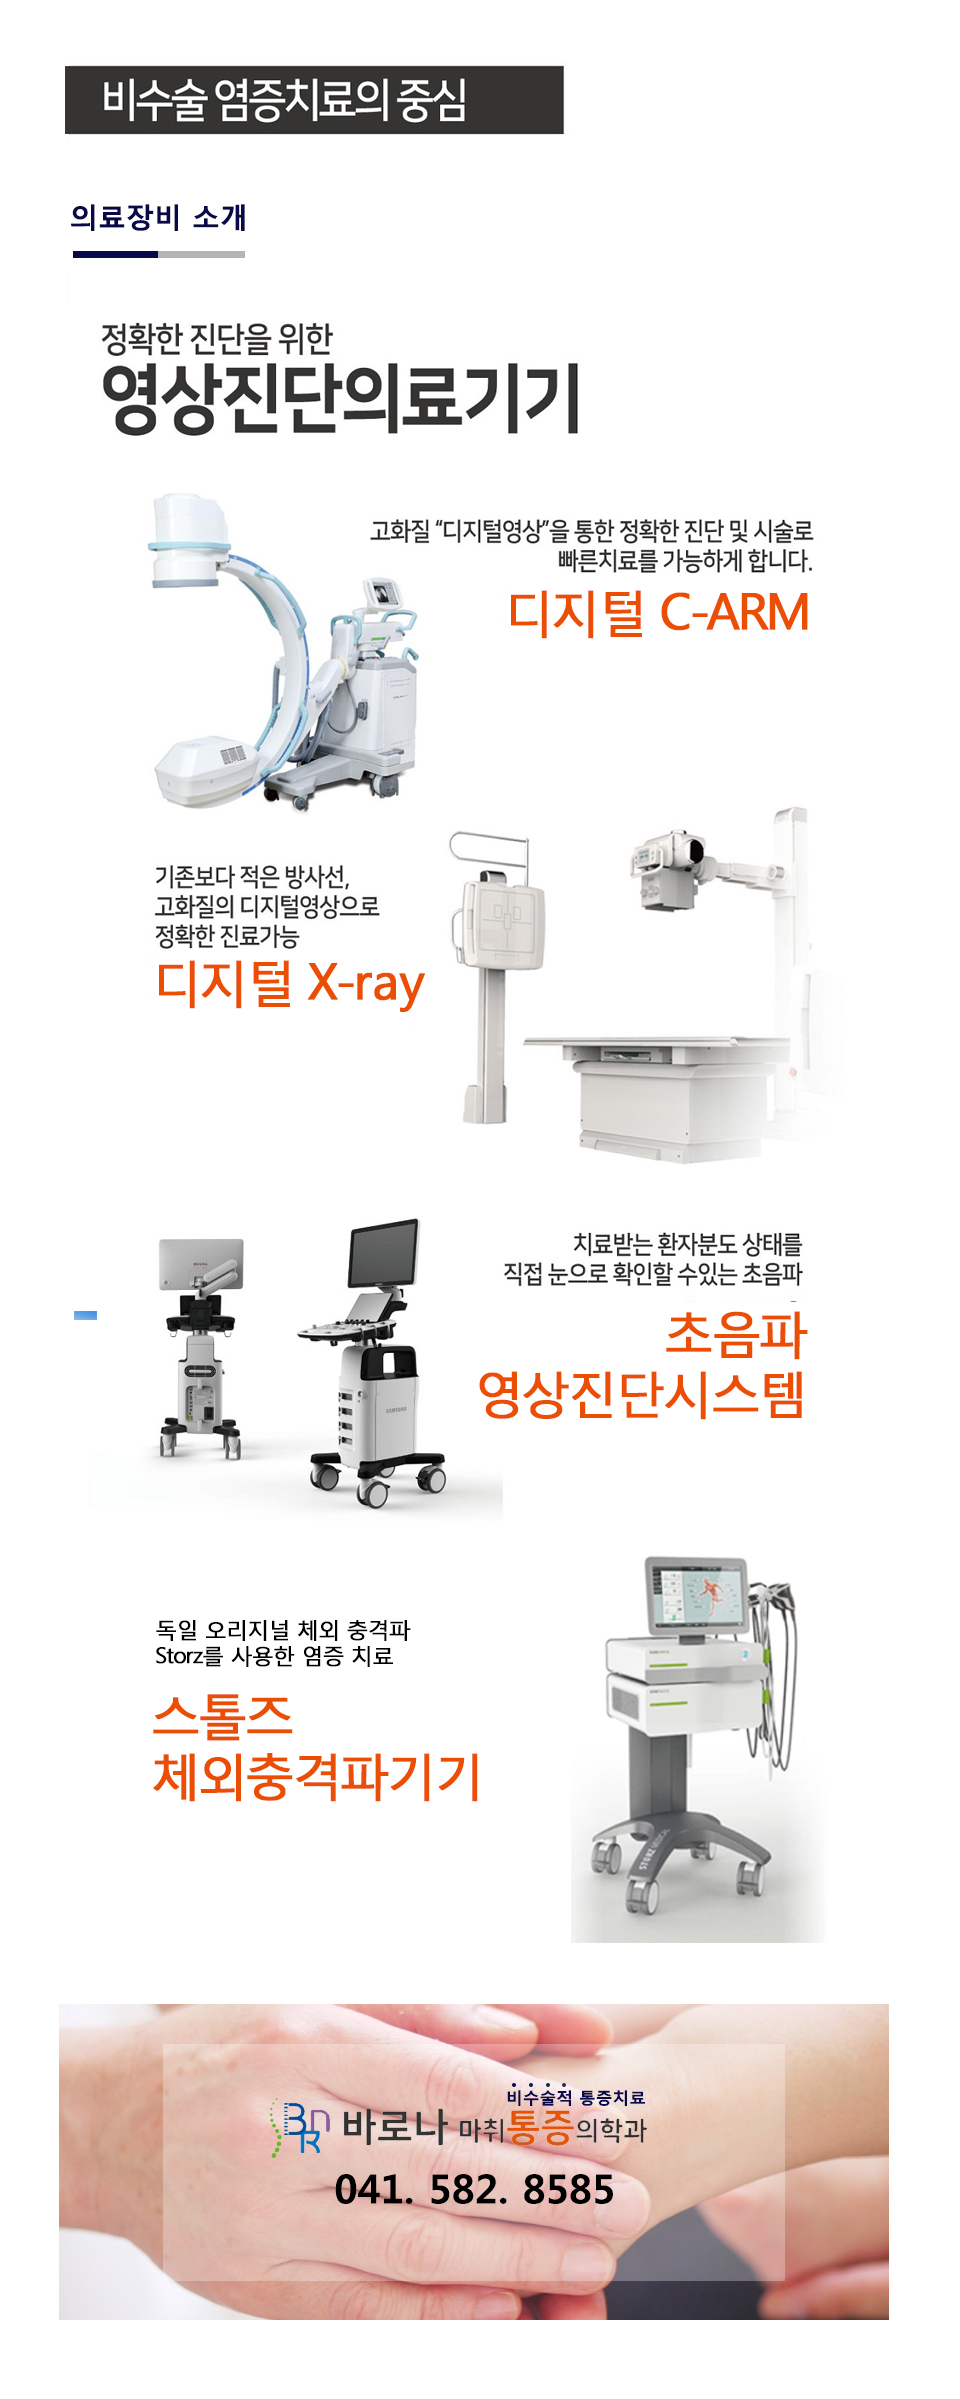 비수술 염증치료의 중심
의료장비 소개
정확한 진단을 위한
영상진단의료기기
고화질 “디지털영상”을 통한 정확한 진단 및 시술로
빠른치료를 가능하게 합니다.
디지털 C-ARM
기존보다 적은 방사선,
고화질의 디지털영상으로
정확한 진료가능
디지털 X-ray
치료받는 환자분도 상태를
직접 눈으로 확인할 수있는 초음파
초음파
영상진단시스템
SAMSUNG
독일 오리지널 체외 충격파
Storz를 사용한 염증 치료
스톨즈
체외충격파기기
STORZ MEDICAL
비수술적 통증치료
BNR 바로나 마취통증의학과
041. 582. 8585